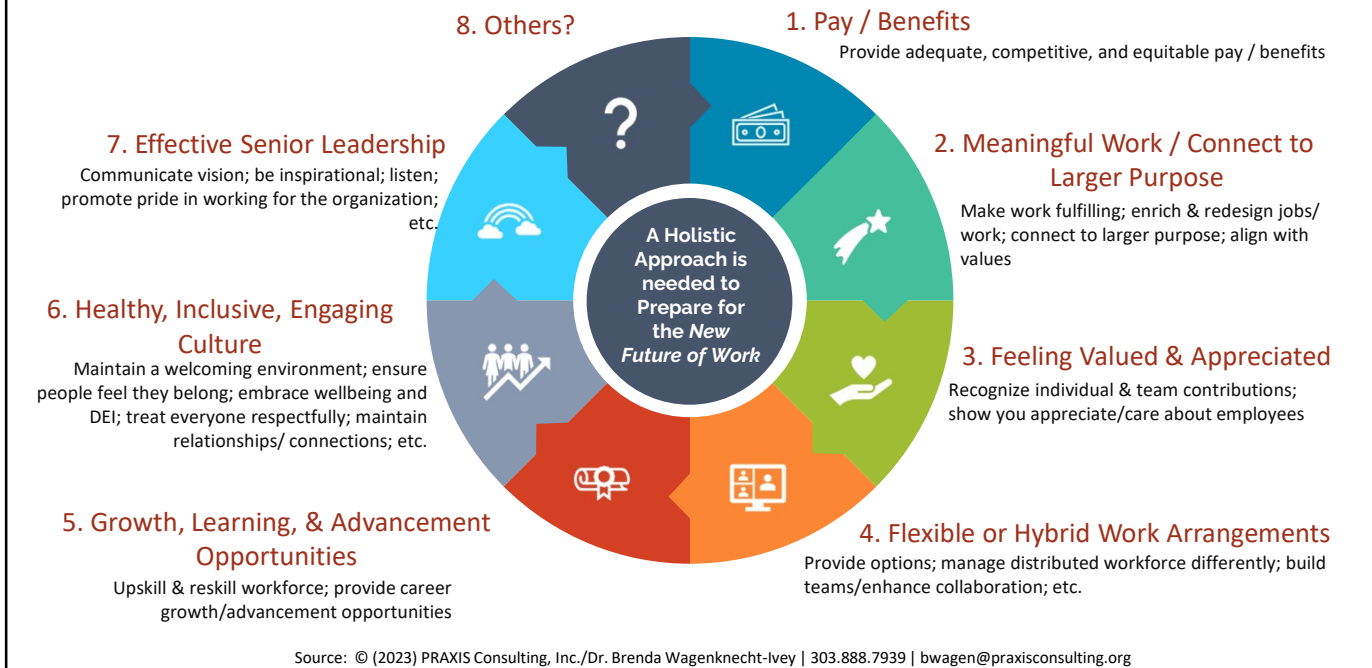 8. Others?
1. Pay / Benefits
Provide adequate, competitive, and equitable pay / benefits
2. Meaningful Work / Connect to
Larger Purpose
Make work fulfilling; enrich & redesign jobs/
work; connect to larger purpose; align with
values
3. Feeling Valued & Appreciated
Recognize individual & team contributions;
show you appreciate/care about employees
4. Flexible or Hybrid Work Arrangements
Provide options; manage distributed workforce differently; build
teams/enhance collaboration; etc.
5. Growth, Learning, & Advancement
Opportunities
Upskill & reskill workforce; provide career
growth/advancement opportunities
6. Healthy, Inclusive, Engaging
Culture
Maintain a welcoming environment; ensure
people feel they belong; embrace wellbeing and
DEI; treat everyone respectfully; maintain
relationships/ connections; etc.
7. Effective Senior Leadership
Communicate vision; be inspirational; listen;
promote pride in working for the organization;
etc.
?
A Holistic
Approach is
needed to
Prepare for
the New
Future of Work
Source: © (2023) PRAXIS Consulting, Inc./Dr. Brenda Wagenknecht-Ivey | 303.888.7939 | bwagen@praxisconsulting.org